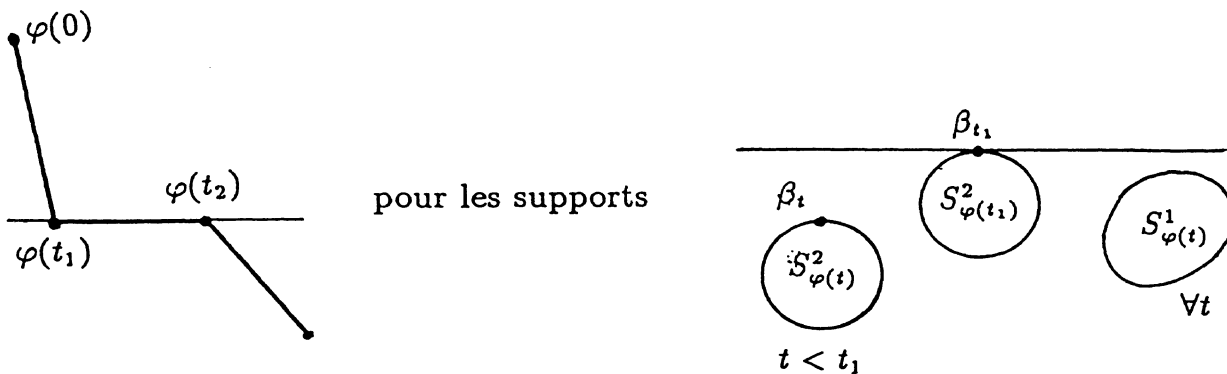 φ(0)
φ(t₂)
φ(t₁)
pour les supports
β_{t₁}
β_t
S²_{φ(t₁)}
S¹_{φ(t)}
S²_{φ(t)}
∀t
t < t₁